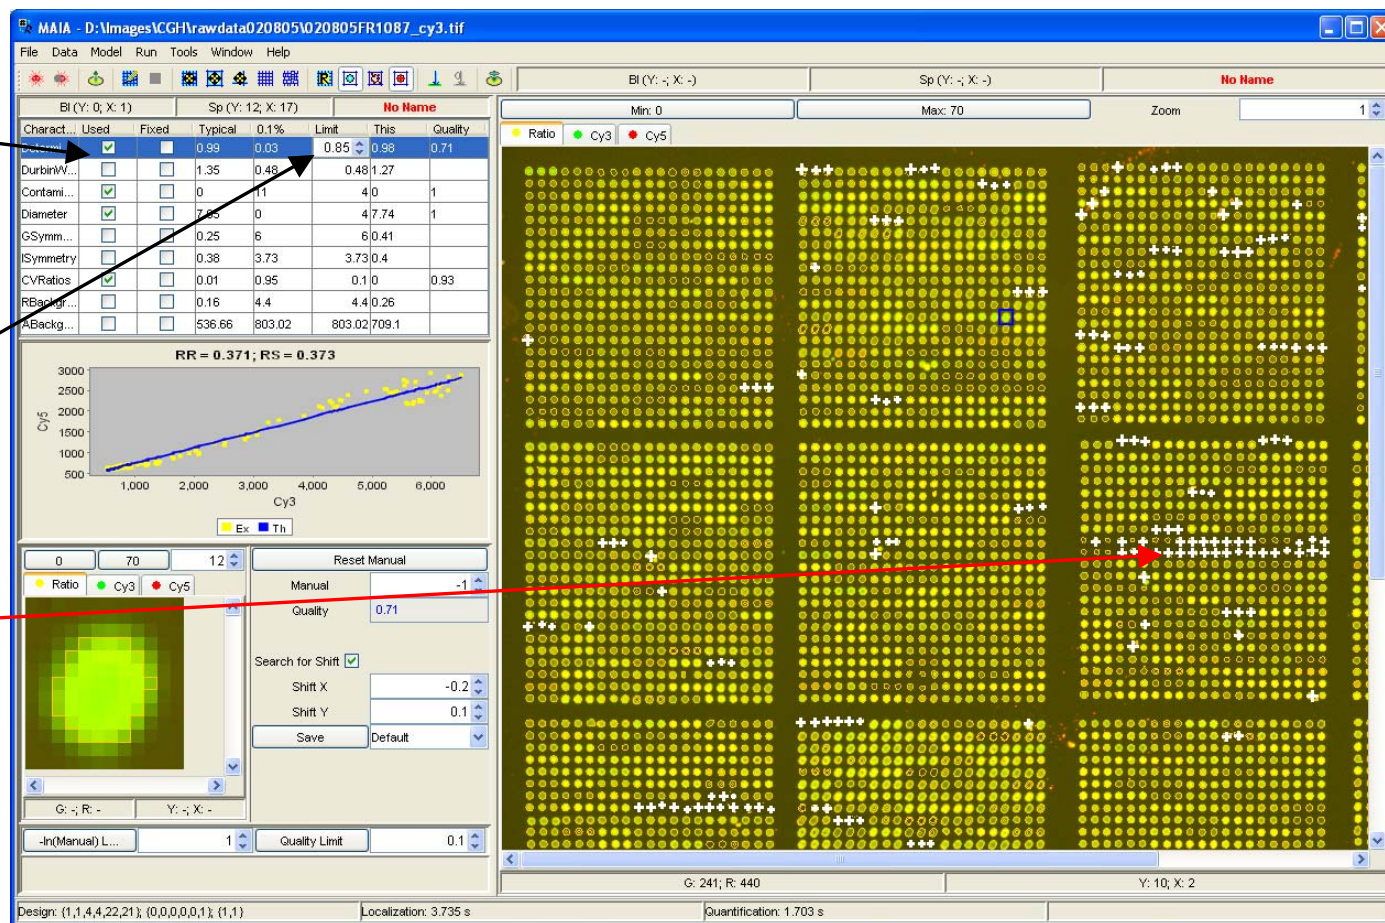 MAIA - D:\Images\CGH\rawdata020805\020805FR1087_cy3.tif
File Data Model Run Tools Window Help
Bl (Y: -; X: -) Sp (Y: -; X: -) No Name
Bl (Y: 0; X: 1) Sp (Y: 12; X: 17) No Name
Min: 0 Max: 70 Zoom 1
Ratio Cy3 Cy5
Charact... Used Fixed Typical 0.1% Limit This Quality
0.99 0.03 0.85 0.98 0.71
DurbinW... 1.35 0.48 0.48 1.27
Contami... 0 11 4 0 1
Diameter 0 4 7.74 1
GSymm... 0.25 6 6 0.41
ISymmetry 0.38 3.73 3.73 0.4
CVRatios 0.01 0.95 0.1 0 0.93
RBackgr... 0.16 4.4 4.4 0.26
ABackg... 536.66 803.02 803.02 709.1
RR = 0.371; RS = 0.373
Cy5
3000
2500
2000
1500
1000
500
1,000 2,000 3,000 4,000 5,000 6,000
Cy3
Ex Th
0 70 12 Reset Manual
Ratio Cy3 Cy5
Manual -1
Quality 0.71
Search for Shift
Shift X -0.2
Shift Y 0.1
Save Default
G: -; R: - Y: -; X: -
-ln(Manual) L... 1 Quality Limit 0.1
G: 241; R: 440 Y: 10; X: 2
Design: {1,1,4,4,22,21}; {0,0,0,0,0,1}; {1,1} Localization: 3.735 s Quantification: 1.703 s